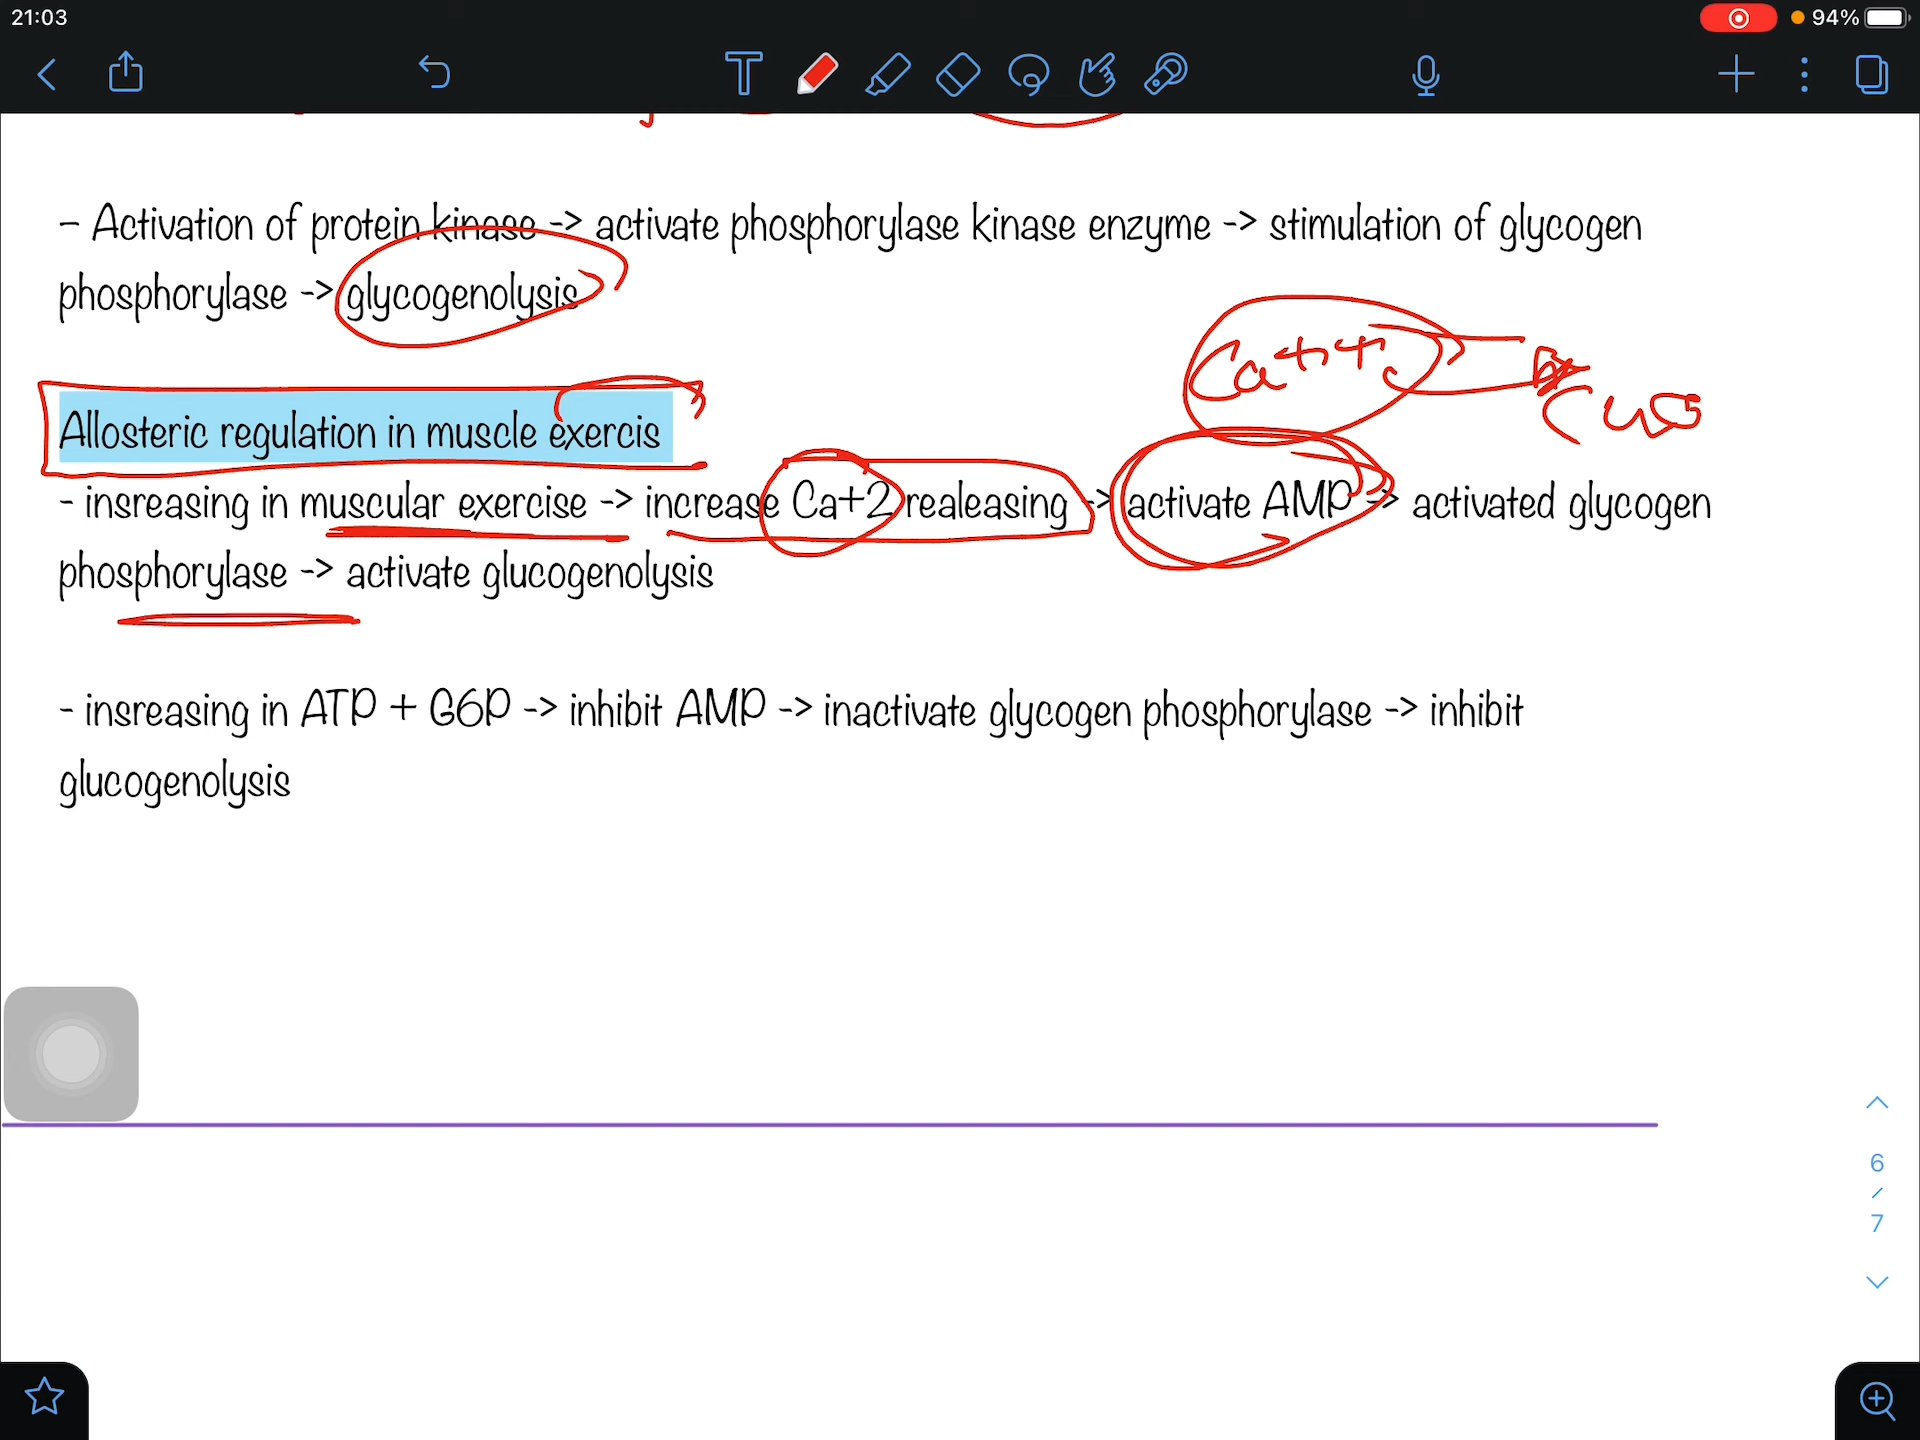 21:03
94%
– Activation of protein kinase -> activate phosphorylase kinase enzyme -> stimulation of glycogen
phosphorylase -> glycogenolysis
Ca++
Allosteric regulation in muscle exercis
- insreasing in muscular exercise -> increase Ca+2 realeasing -> activate AMP -> activated glycogen
phosphorylase -> activate glucogenolysis
- insreasing in ATP + G6P -> inhibit AMP -> inactivate glycogen phosphorylase -> inhibit
glucogenolysis
6
/
7